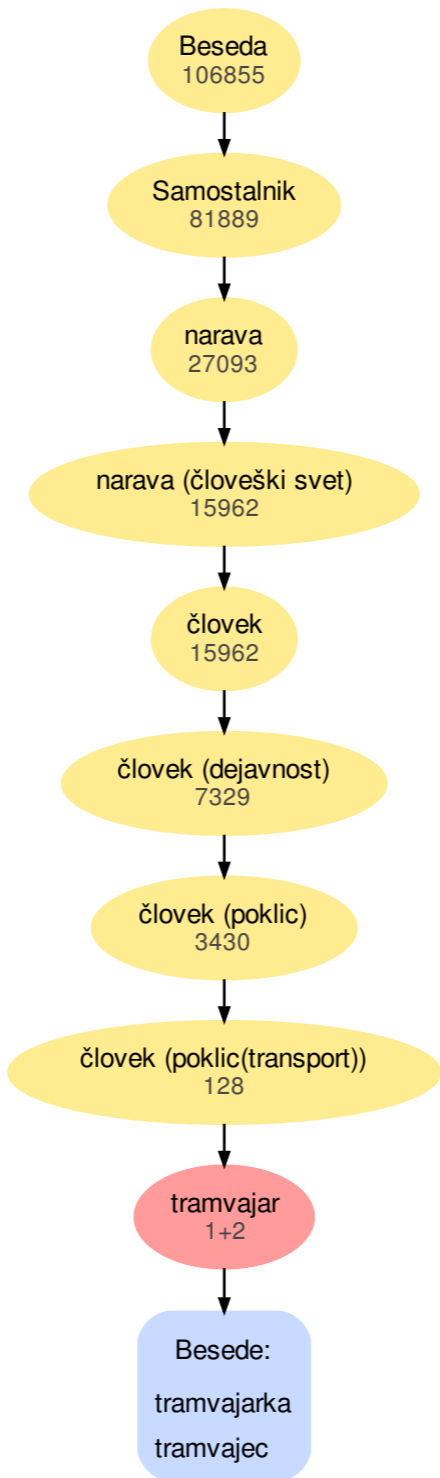 Beseda
106855
Samostalnik
81889
narava
27093
narava (človeški svet)
15962
človek
15962
človek (dejavnost)
7329
človek (poklic)
3430
človek (poklic(transport))
128
tramvajar
1+2
Besede:
tramvajarka
tramvajec